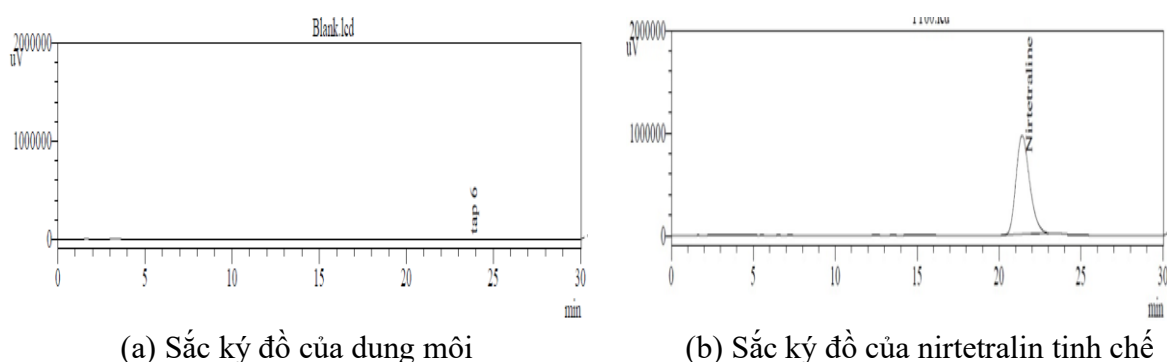 Blank.lcd
2000000
uV
1000000
0
tạp 6
0 5 10 15 20 25 30
min
(a) Sắc ký đồ của dung môi
2000000
uV
1000000
0
Nirtetraline
0 5 10 15 20 25 30
min
(b) Sắc ký đồ của nirtetralin tinh chế